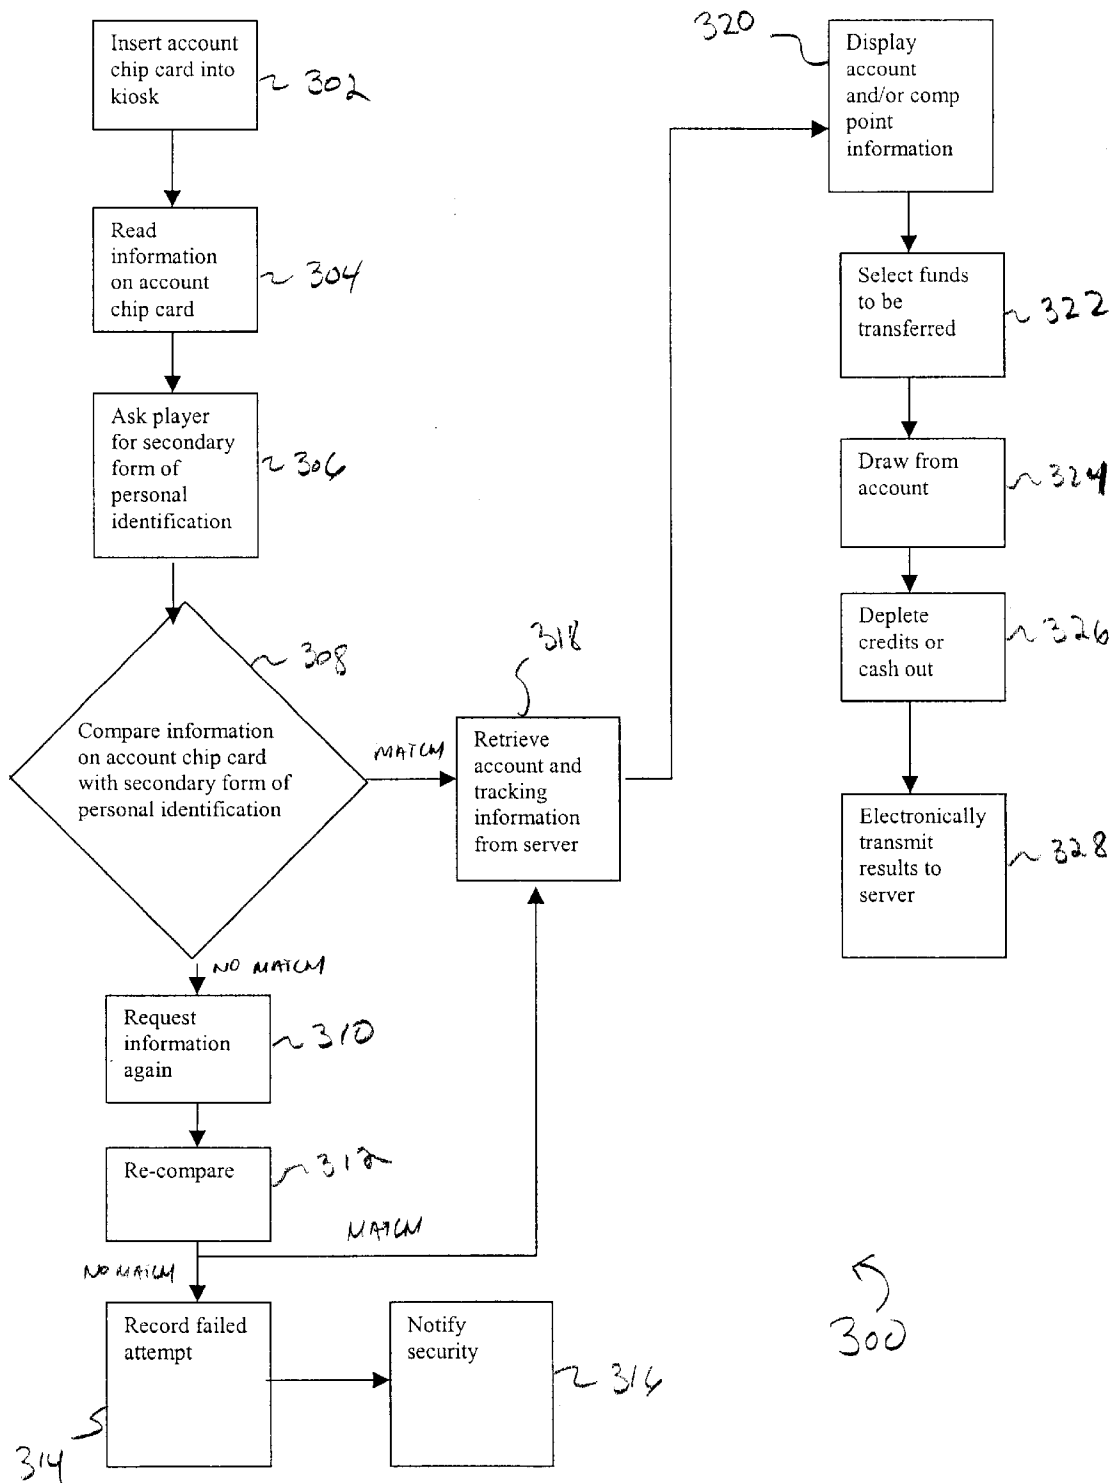 Insert account
chip card into
kiosk
302
Read
information
on account
chip card
304
Ask player
for secondary
form of
personal
identification
306
308
Compare information
on account chip card
with secondary form of
personal identification
MATCH
NO MATCH
Request
information
again
310
Re-compare
312
MATCH
NO MATCH
Record failed
attempt
314
Notify
security
316
318
Retrieve
account and
tracking
information
from server
320
Display
account
and/or comp
point
information
Select funds
to be
transferred
322
Draw from
account
324
Deplete
credits or
cash out
326
Electronically
transmit
results to
server
328
300